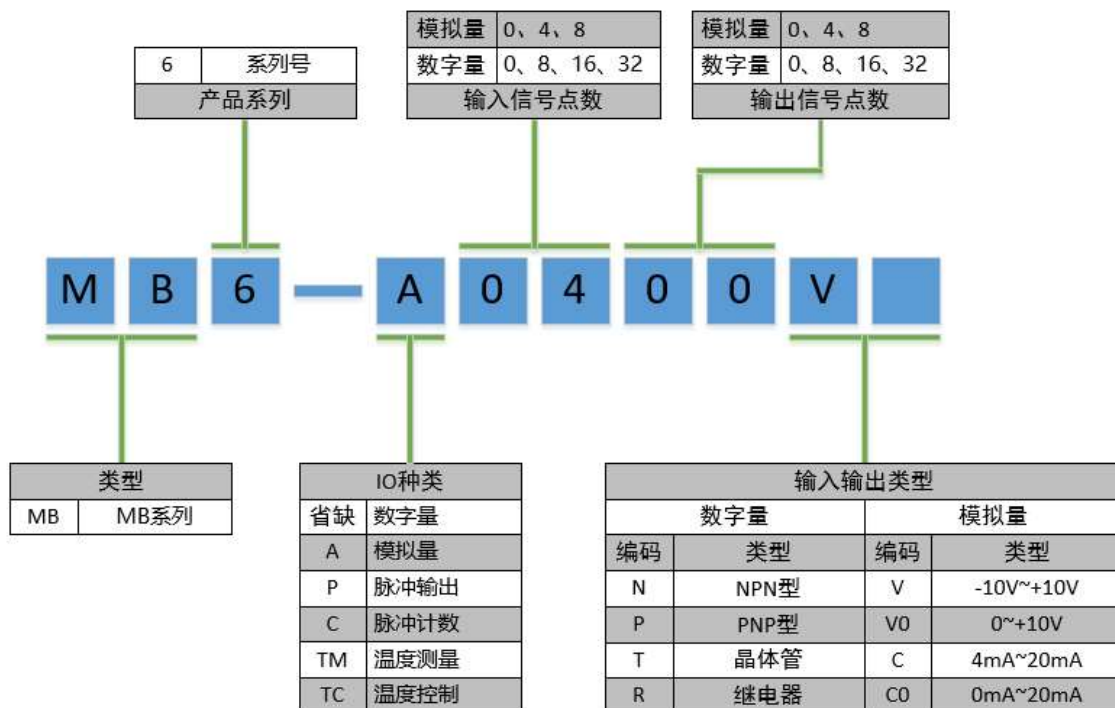 模拟量 0、4、8
模拟量 0、4、8
6 系列号
数字量 0、8、16、32
数字量 0、8、16、32
产品系列
输入信号点数
输出信号点数
M B 6 — A 0 4 0 0 V
类型
MB MB系列
IO种类
省缺 数字量
A 模拟量
P 脉冲输出
C 脉冲计数
TM 温度测量
TC 温度控制
输入输出类型
数字量 模拟量
编码 类型 编码 类型
N NPN型 V -10V~+10V
P PNP型 V0 0~+10V
T 晶体管 C 4mA~20mA
R 继电器 C0 0mA~20mA